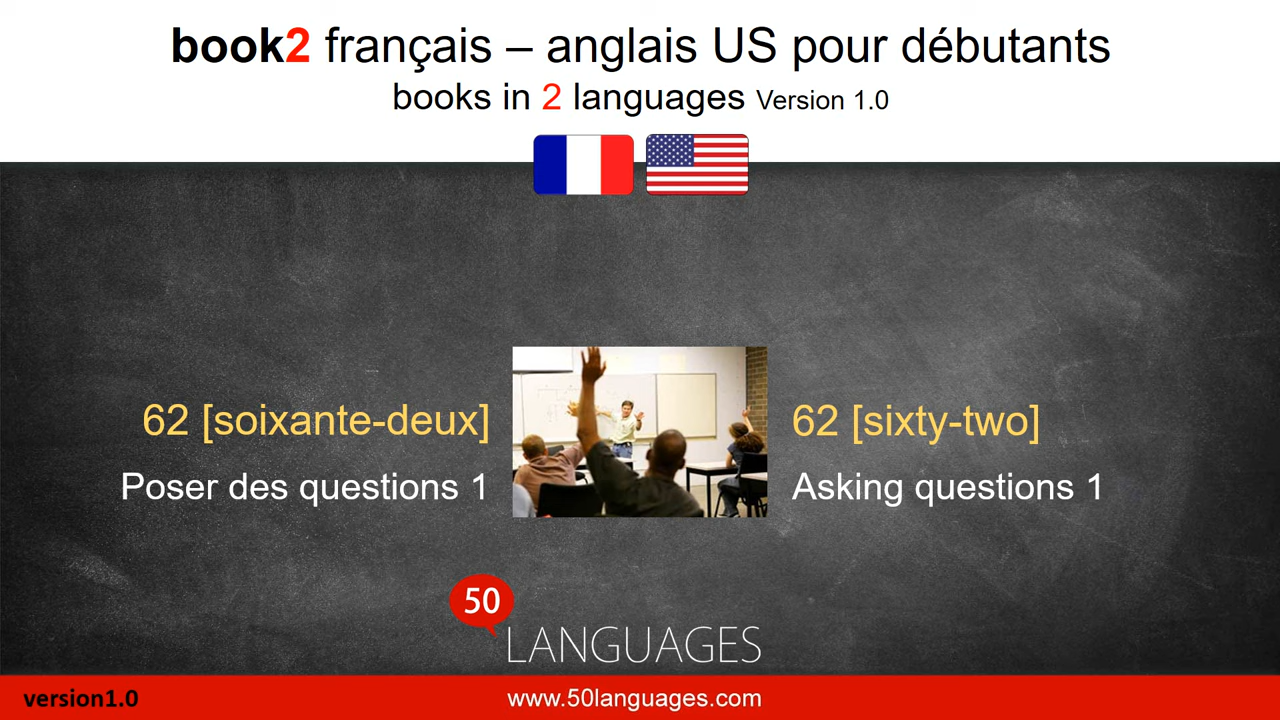 book2 français – anglais US pour débutants
books in 2 languages Version 1.0
62 [soixante-deux]
Poser des questions 1
62 [sixty-two]
Asking questions 1
50
LANGUAGES
version1.0
www.50languages.com